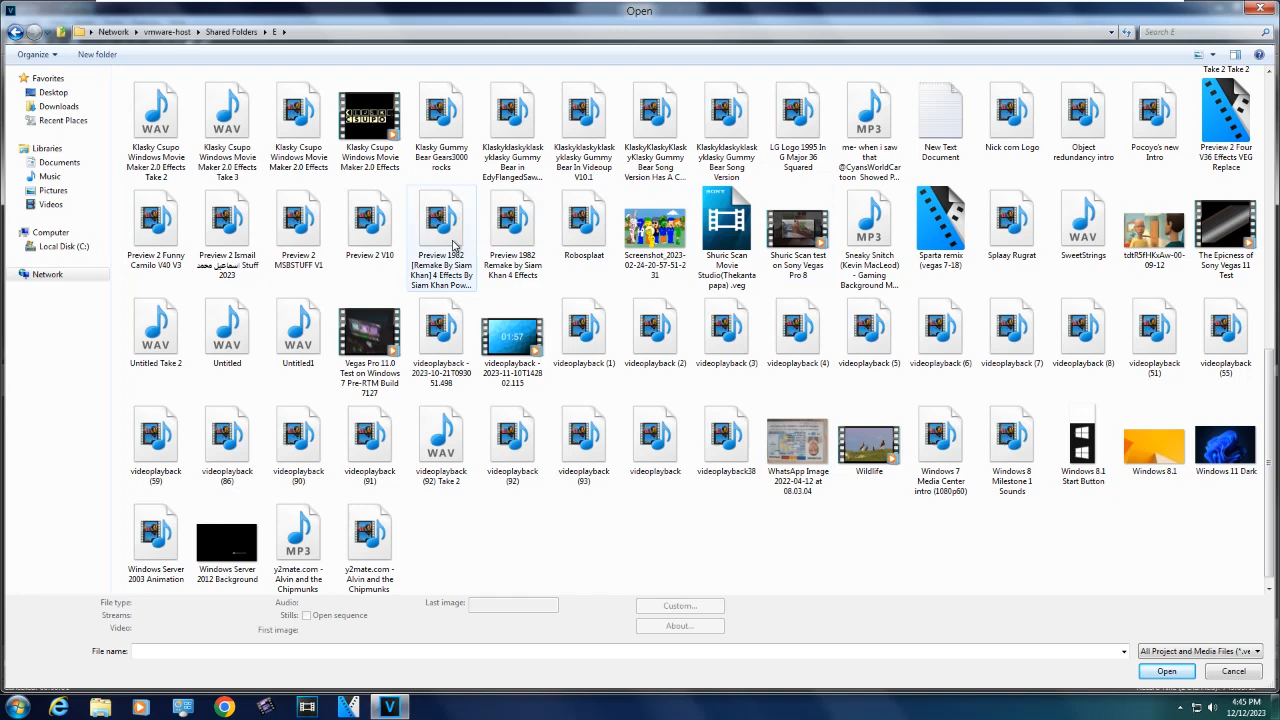 Open
Network ▸ vmware-host ▸ Shared Folders ▸ E ▸
Search E
Organize
New folder
Favorites
Desktop
Downloads
Recent Places
Libraries
Documents
Music
Pictures
Videos
Computer
Local Disk (C:)
Network
Take 2 Take 2
WAV
WAV
WAV
MP3
Klasky Csupo Windows Movie Maker 2.0 Effects Take 2
Klasky Csupo Windows Movie Maker 2.0 Effects Take 3
Klasky Csupo Windows Movie Maker 2.0 Effects
Klasky Csupo Windows Movie Maker 2.0 Effects
Klasky Gummy Bear Gears3000 rocks
Klaskyklaskyklaskyklasky Gummy Bear In EdyFlangedSaw...
Klaskyklaskyklaskyklasky Gummy Bear In Videoup V10.1
KlaskyKlaskyKlaskyKlasky Gummy Bear Song Version Has A C...
Klaskyklaskyklaskyklasky Gummy Bear Song Version
LG Logo 1995 In G Major 36 Squared
me- when i saw that @CyansWorldCartoon Showed P...
New Text Document
Nick com Logo
Object redundancy intro
Pocoyo's new Intro
Preview 2 Four V36 Effects VEG Replace
SONY
MP3
WAV
Preview 2 Funny Camilo V40 V3
Preview 2 Ismail اسماعيل محمد Stuff 2023
Preview 2 MSBSTUFF V1
Preview 2 V10
Preview 1982 [Remake By Siam Khan] 4 Effects By Siam Khan Pow...
Preview 1982 Remake by Siam Khan 4 Effects
Robosplaat
Screenshot_2023-02-24-20-57-51-231
Shuric Scan Movie Studio(Thekantapapa) .veg
Shuric Scan test on Sony Vegas Pro 8
Sneaky Snitch (Kevin MacLeod) - Gaming Background M...
Sparta remix (vegas 7-18)
Splaay Rugrat
SweetStrings
tdtR5fHKxAw-00-09-12
The Epicness of Sony Vegas 11 Test
WAV
WAV
WAV
01:57
Untitled Take 2
Untitled
Untitled1
Vegas Pro 11.0 Test on Windows 7 Pre-RTM Build 7127
videoplayback - 2023-10-21T093051.498
videoplayback - 2023-11-10T142802.115
videoplayback (1)
videoplayback (2)
videoplayback (3)
videoplayback (4)
videoplayback (5)
videoplayback (6)
videoplayback (7)
videoplayback (8)
videoplayback (51)
videoplayback (55)
WAV
videoplayback (59)
videoplayback (86)
videoplayback (90)
videoplayback (91)
videoplayback (92) Take 2
videoplayback (92)
videoplayback (93)
videoplayback
videoplayback38
WhatsApp Image 2022-04-12 at 08.03.04
Wildlife
Windows 7 Media Center intro (1080p60)
Windows 8 Milestone 1 Sounds
Windows 8.1 Start Button
Windows 8.1
Windows 11 Dark
MP3
Windows Server 2003 Animation
Windows Server 2012 Background
y2mate.com - Alvin and the Chipmunks
y2mate.com - Alvin and the Chipmunks
File type:
Audio:
Last image:
Custom...
Streams:
Stills:
Open sequence
Video:
First image:
About...
File name:
All Project and Media Files (*.ve
Open
Cancel
4:45 PM
12/12/2023